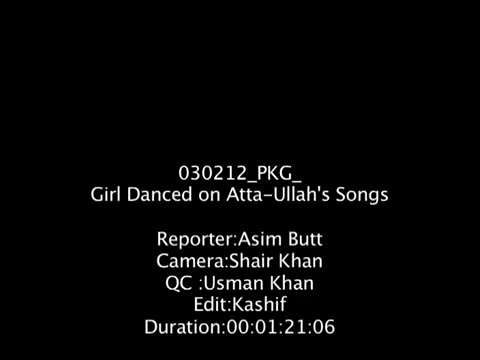 030212_PKG_
Girl Danced on Atta-Ullah's Songs
Reporter:Asim Butt
Camera:Shair Khan
QC :Usman Khan
Edit:Kashif
Duration:00:01:21:06